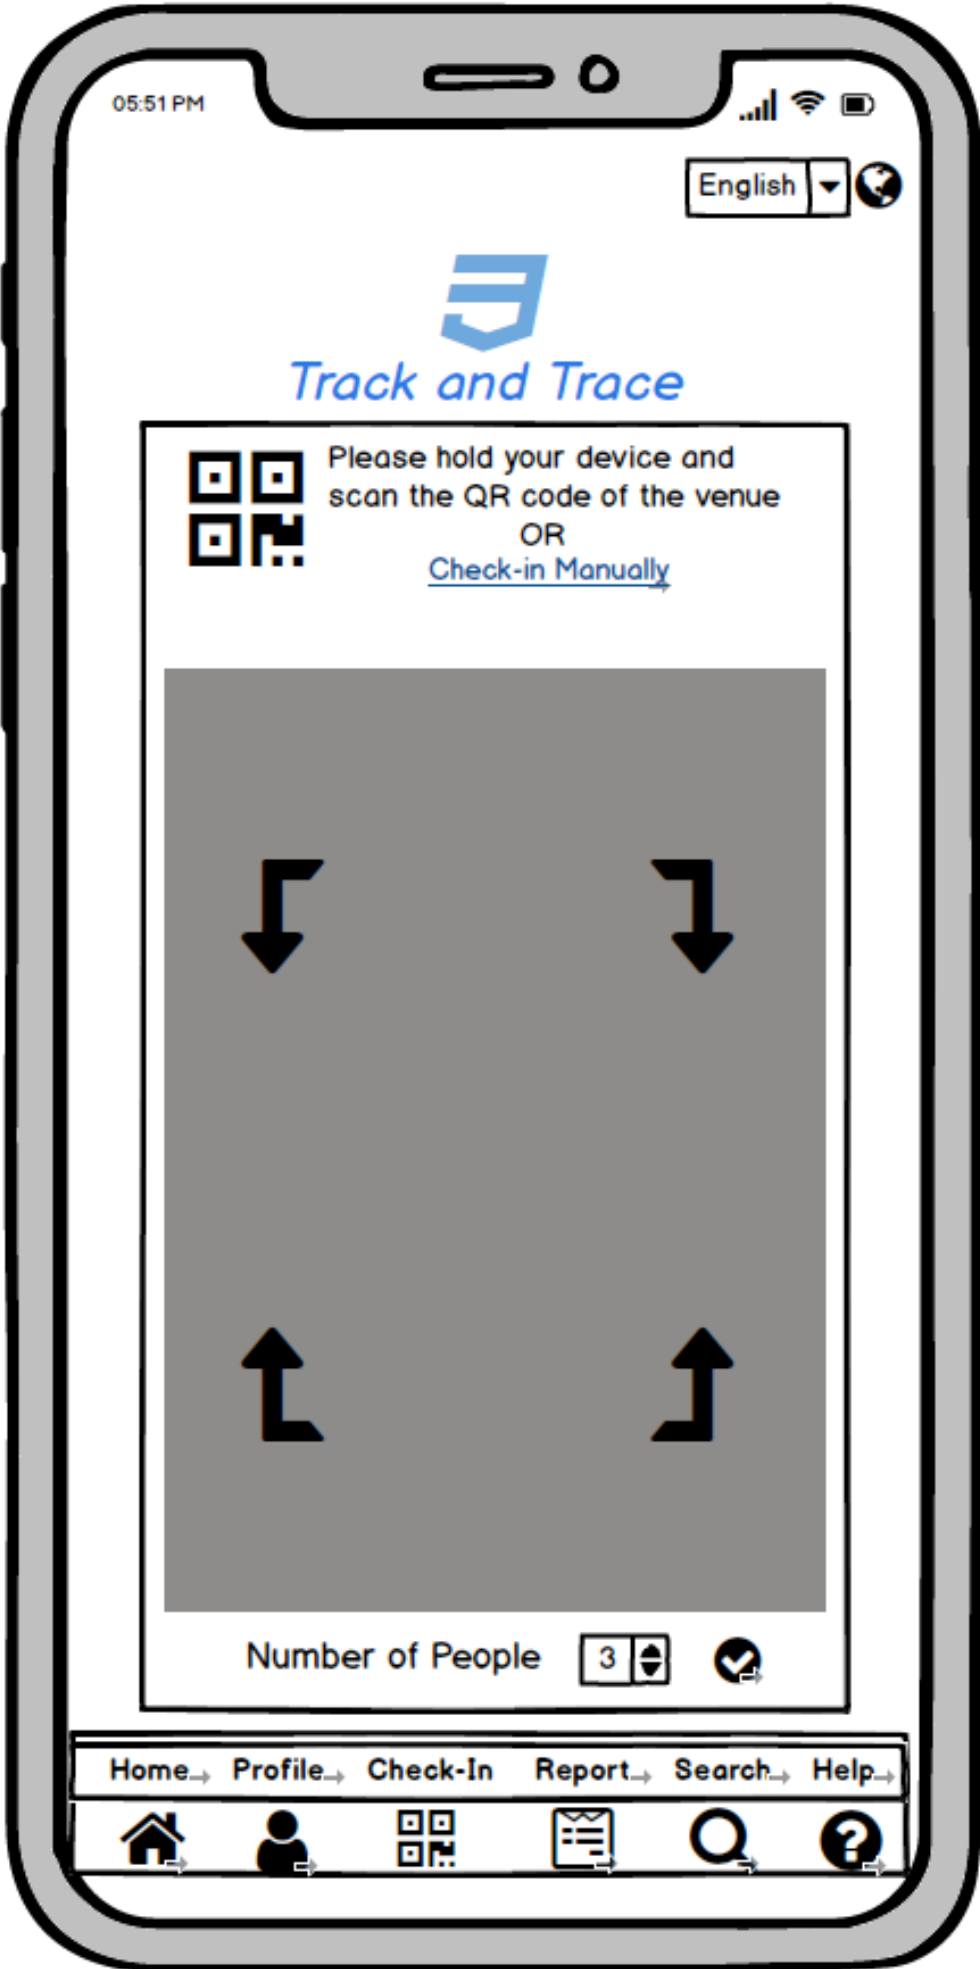 05:51 PM
English
Track and Trace
Please hold your device and
scan the QR code of the venue
OR
Check-in Manually
Number of People 3
Home Profile Check-In Report Search Help